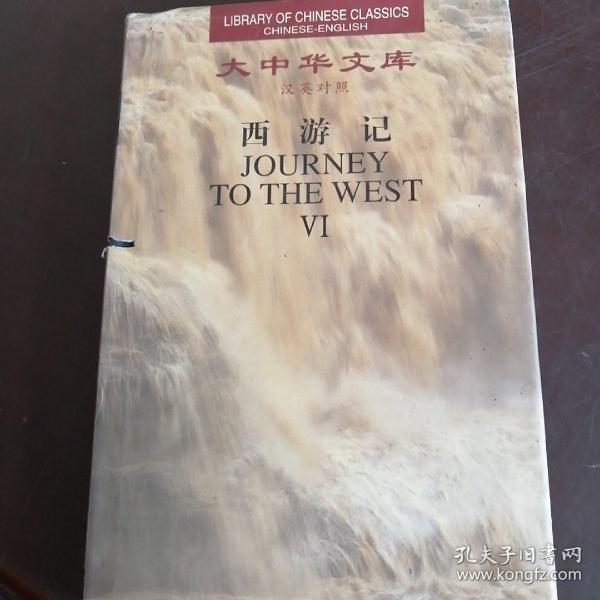 LIBRARY OF CHINESE CLASSICS
CHINESE-ENGLISH
大中华文库
汉英对照
西游记
JOURNEY
TO THE WEST
VI
孔夫子旧书网
www.kongfz.com